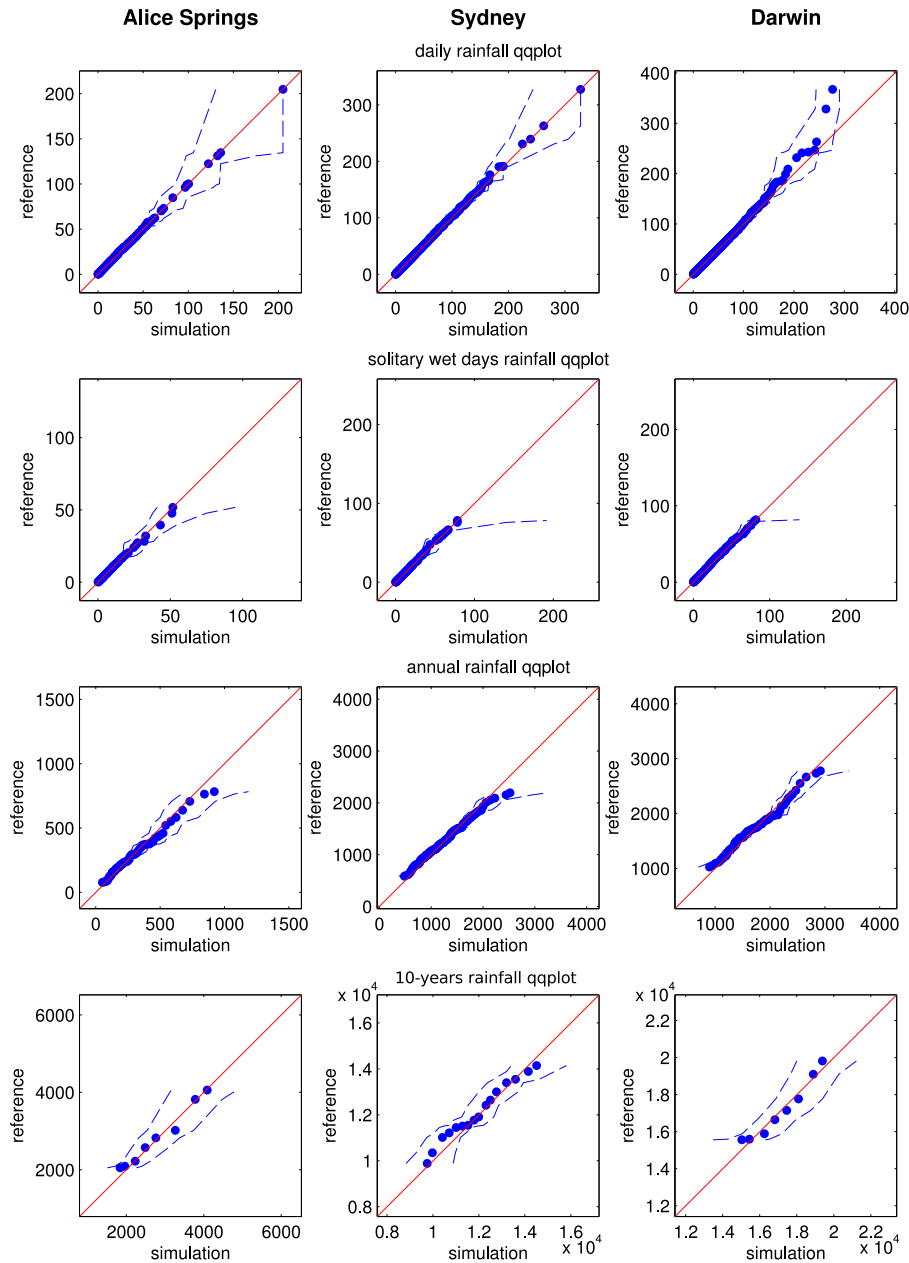 Alice Springs Sydney Darwin
daily rainfall qqplot
200
150
100
50
0
reference
0 50 100 150 200
simulation
300
200
100
0
reference
0 100 200 300
simulation
400
300
200
100
0
reference
0 100 200 300 400
simulation
solitary wet days rainfall qqplot
100
50
0
reference
0 50 100
simulation
200
100
0
reference
0 100 200
simulation
200
100
0
reference
0 100 200
simulation
annual rainfall qqplot
1500
1000
500
0
reference
0 500 1000 1500
simulation
4000
3000
2000
1000
0
reference
0 1000 2000 3000 4000
simulation
4000
3000
2000
1000
reference
1000 2000 3000 4000
simulation
10-years rainfall qqplot
6000
4000
2000
reference
2000 4000 6000
simulation
x 10⁴
1.6
1.4
1.2
1
0.8
reference
0.8 1 1.2 1.4 1.6
simulation x 10⁴
x 10⁴
2.2
2
1.8
1.6
1.4
1.2
reference
1.2 1.4 1.6 1.8 2 2.2
simulation x 10⁴